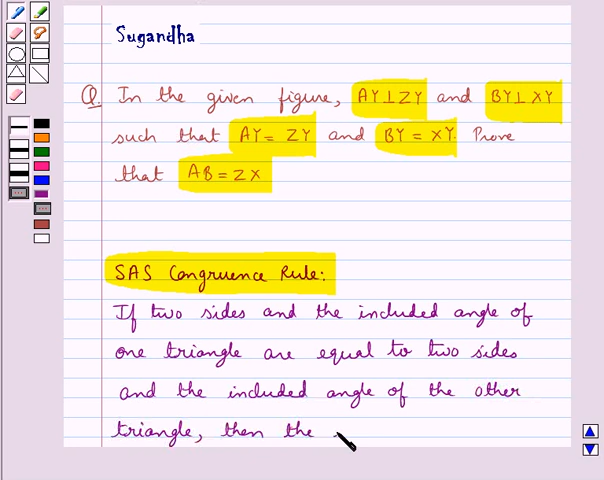 Sugandha
Q. In the given figure, AY⊥ZY and BY⊥XY
such that AY = ZY and BY = XY. Prove
that AB = ZX
SAS Congruence Rule:
If two sides and the included angle of
one triangle are equal to two sides
and the included angle of the other
triangle, then the